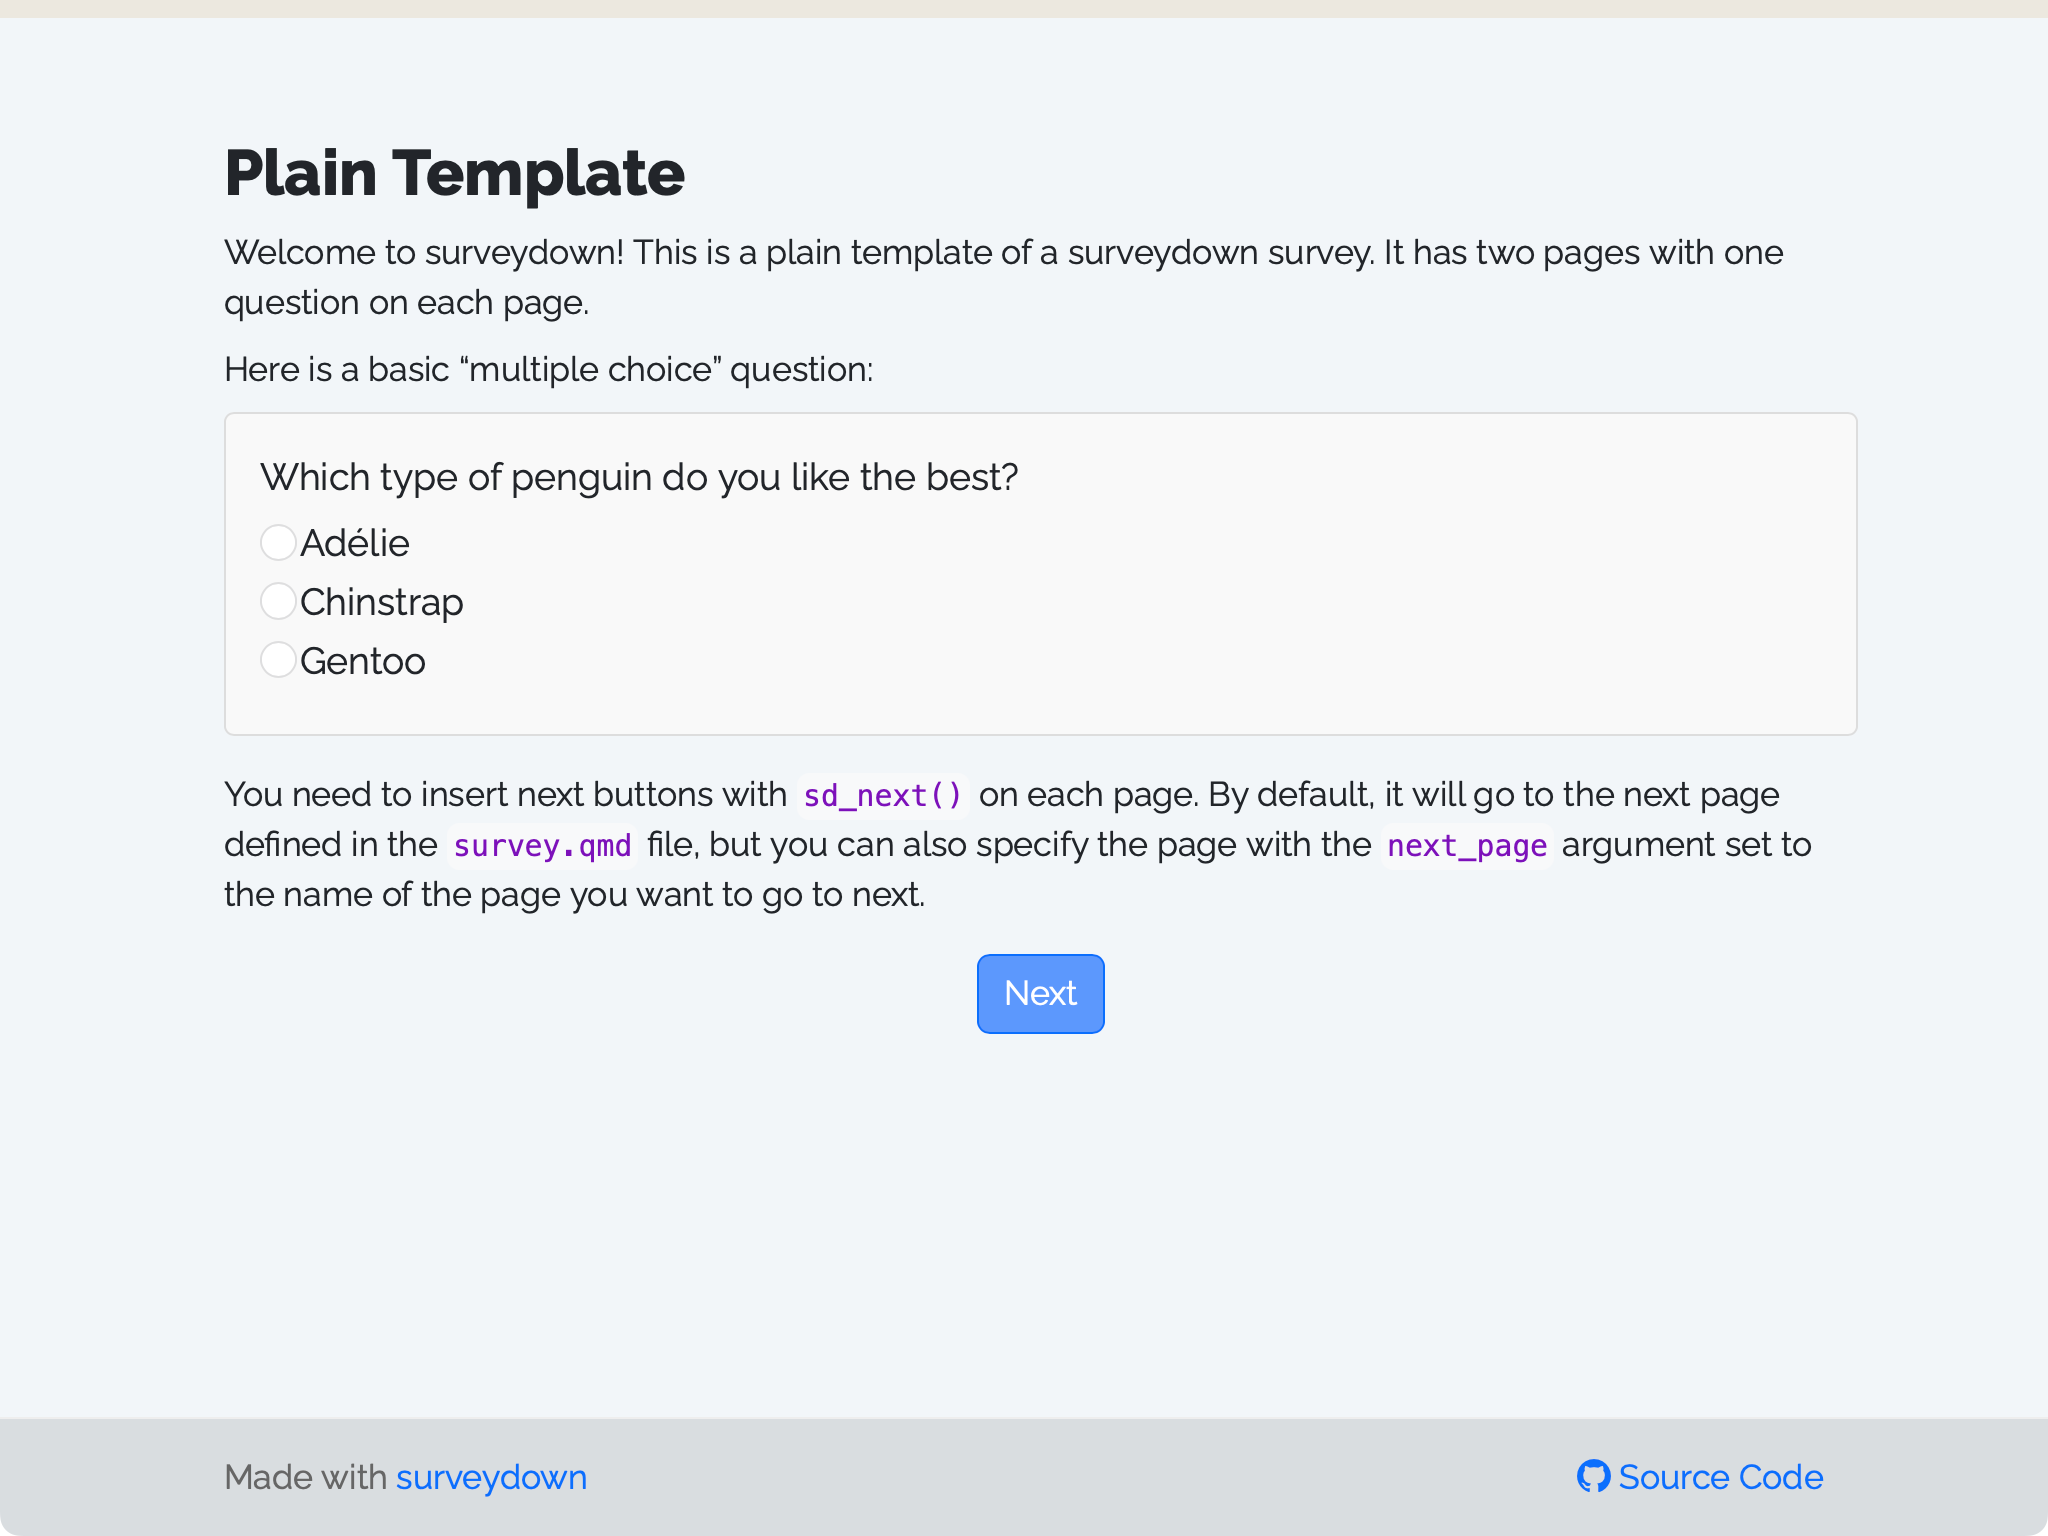 Plain Template
Welcome to surveydown! This is a plain template of a surveydown survey. It has two pages with one
question on each page.
Here is a basic “multiple choice” question:
Which type of penguin do you like the best?
Adélie
Chinstrap
Gentoo
You need to insert next buttons with sd_next() on each page. By default, it will go to the next page
defined in the survey.qmd file, but you can also specify the page with the next_page argument set to
the name of the page you want to go to next.
Next
Made with surveydown
Source Code